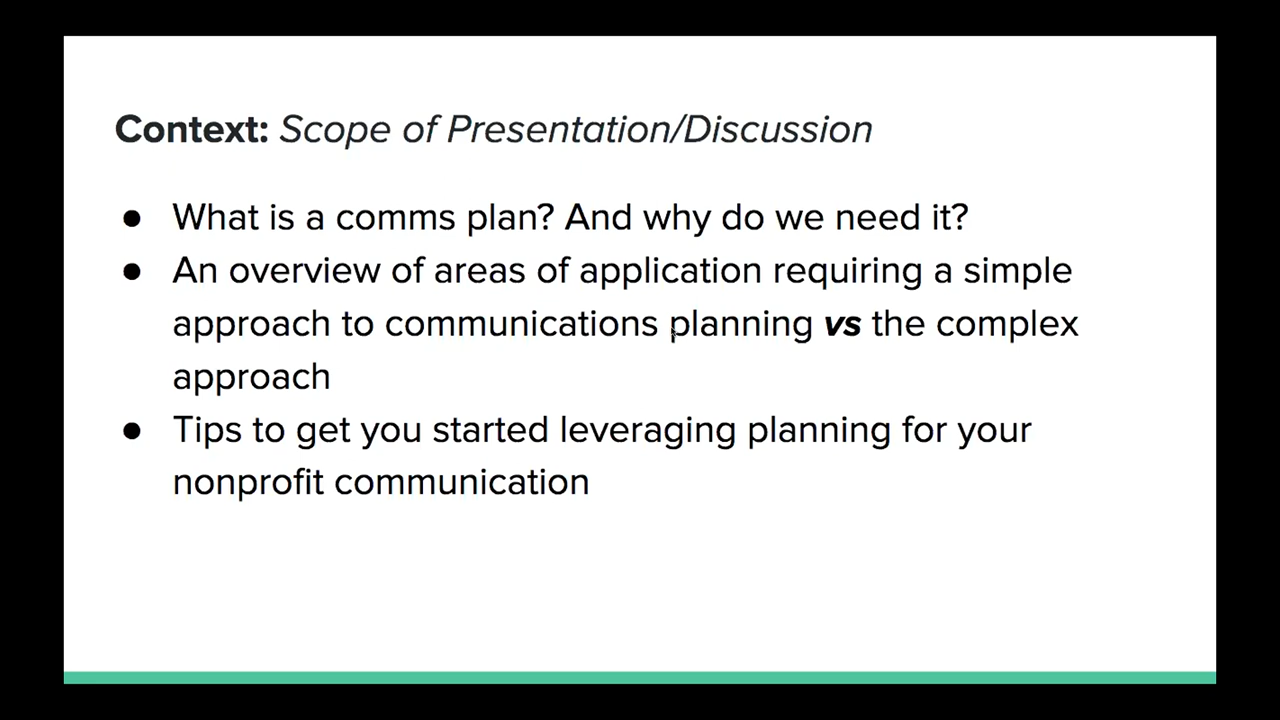 Context: Scope of Presentation/Discussion
● What is a comms plan? And why do we need it?
● An overview of areas of application requiring a simple
approach to communications planning vs the complex
approach
● Tips to get you started leveraging planning for your
nonprofit communication